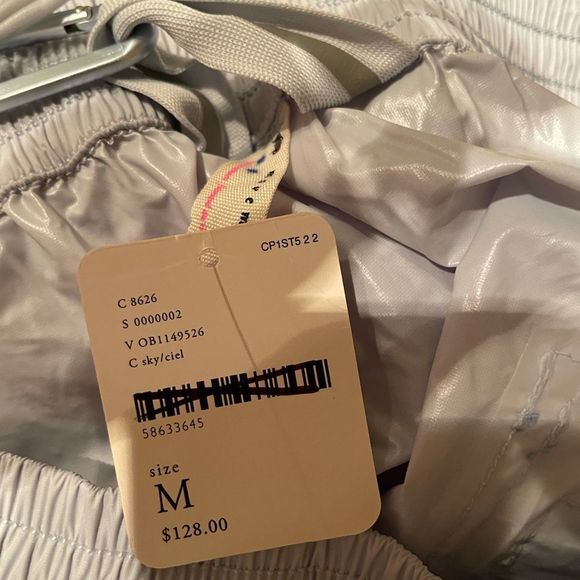 CP1ST5 2 2
C 8626
S 0000002
V OB1149526
C sky/ciel
58633645
size
M
$128.00